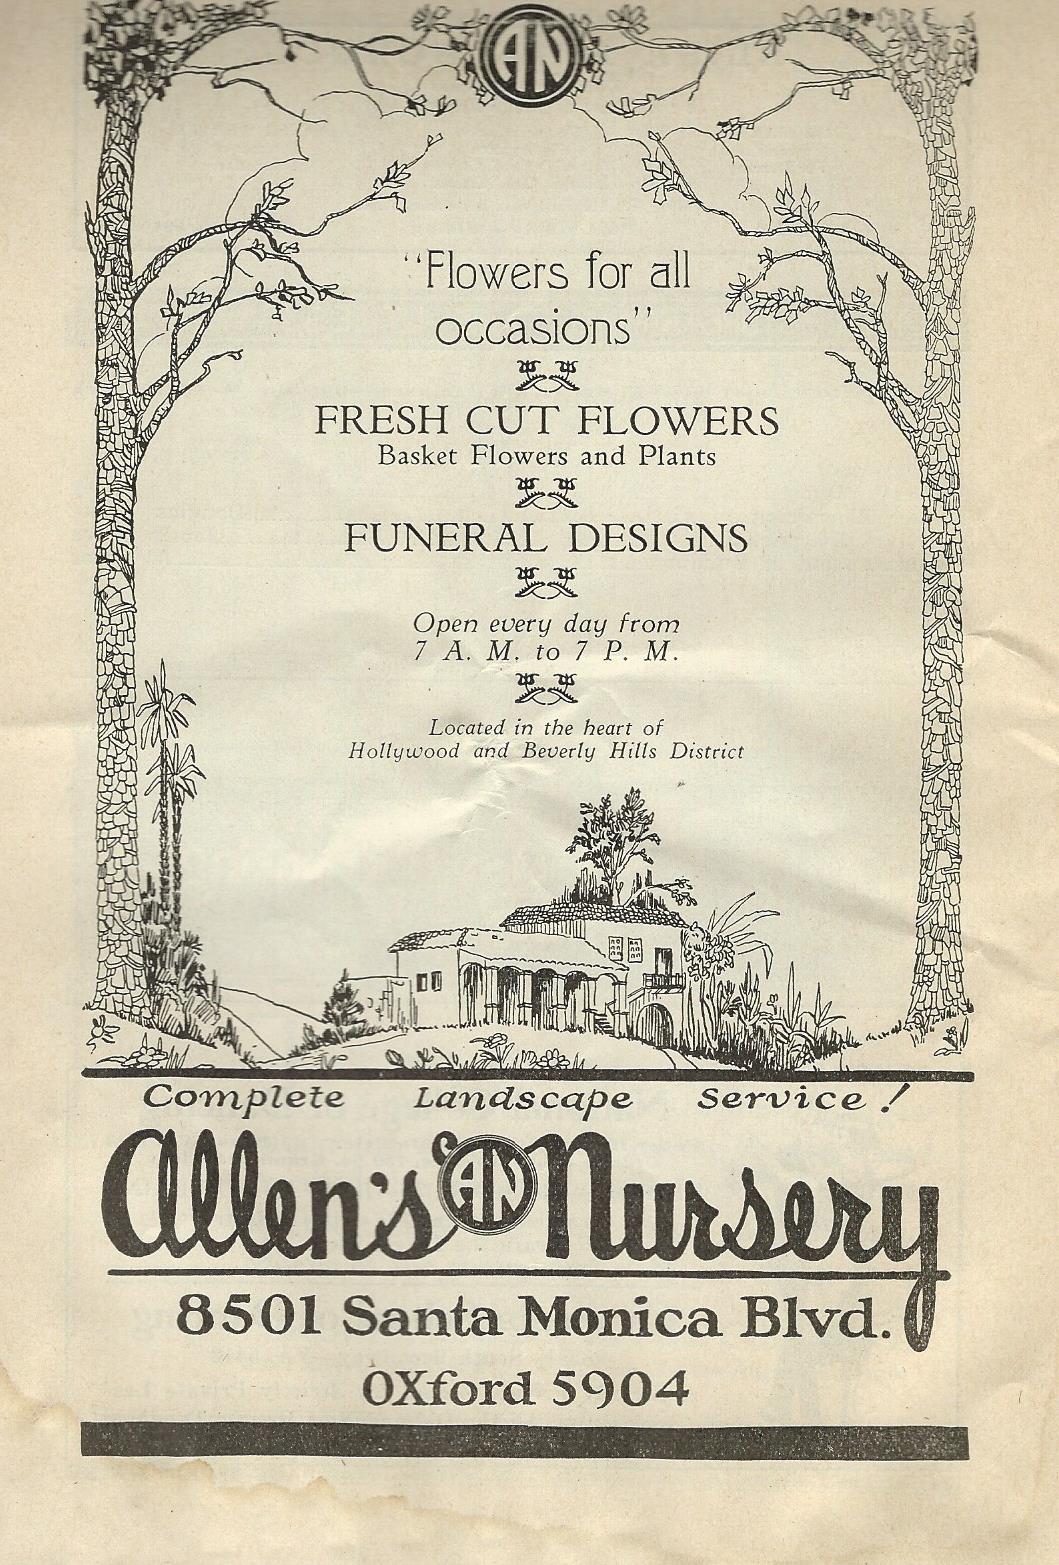 AN
“Flowers for all
occasions”
FRESH CUT FLOWERS
Basket Flowers and Plants
FUNERAL DESIGNS
Open every day from
7 A. M. to 7 P. M.
Located in the heart of
Hollywood and Beverly Hills District
Complete Landscape Service!
Allen's AN Nursery
8501 Santa Monica Blvd.
OXford 5904